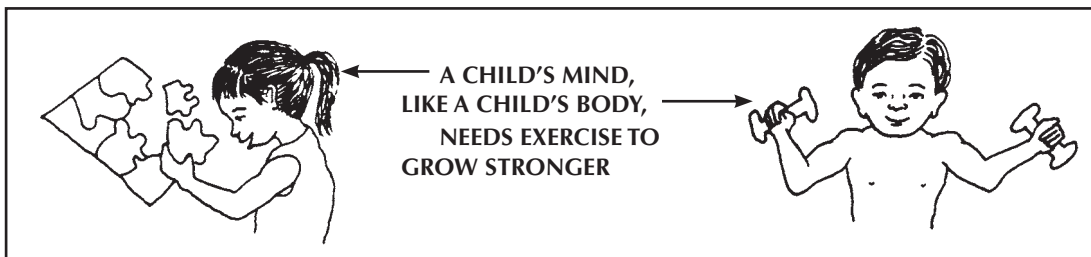 A CHILD’S MIND,
LIKE A CHILD’S BODY,
NEEDS EXERCISE TO
GROW STRONGER